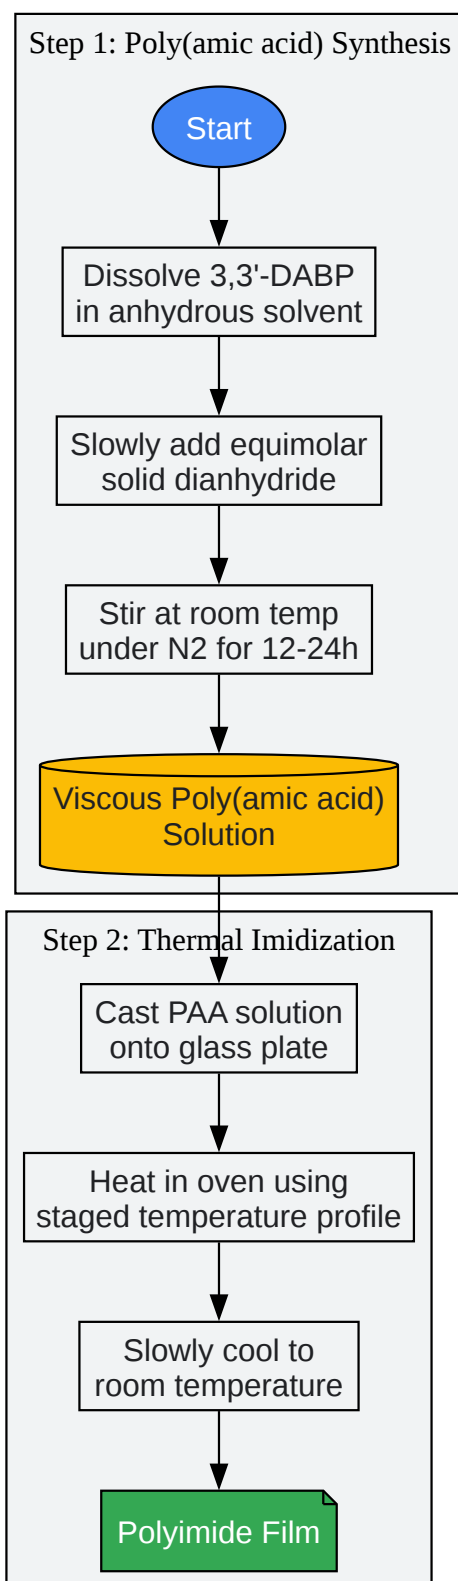 Step 1: Poly(amic acid) Synthesis
Start
Dissolve 3,3'-DABP
in anhydrous solvent
Slowly add equimolar
solid dianhydride
Stir at room temp
under N2 for 12-24h
Viscous Poly(amic acid)
Solution
Step 2: Thermal Imidization
Cast PAA solution
onto glass plate
Heat in oven using
staged temperature profile
Slowly cool to
room temperature
Polyimide Film